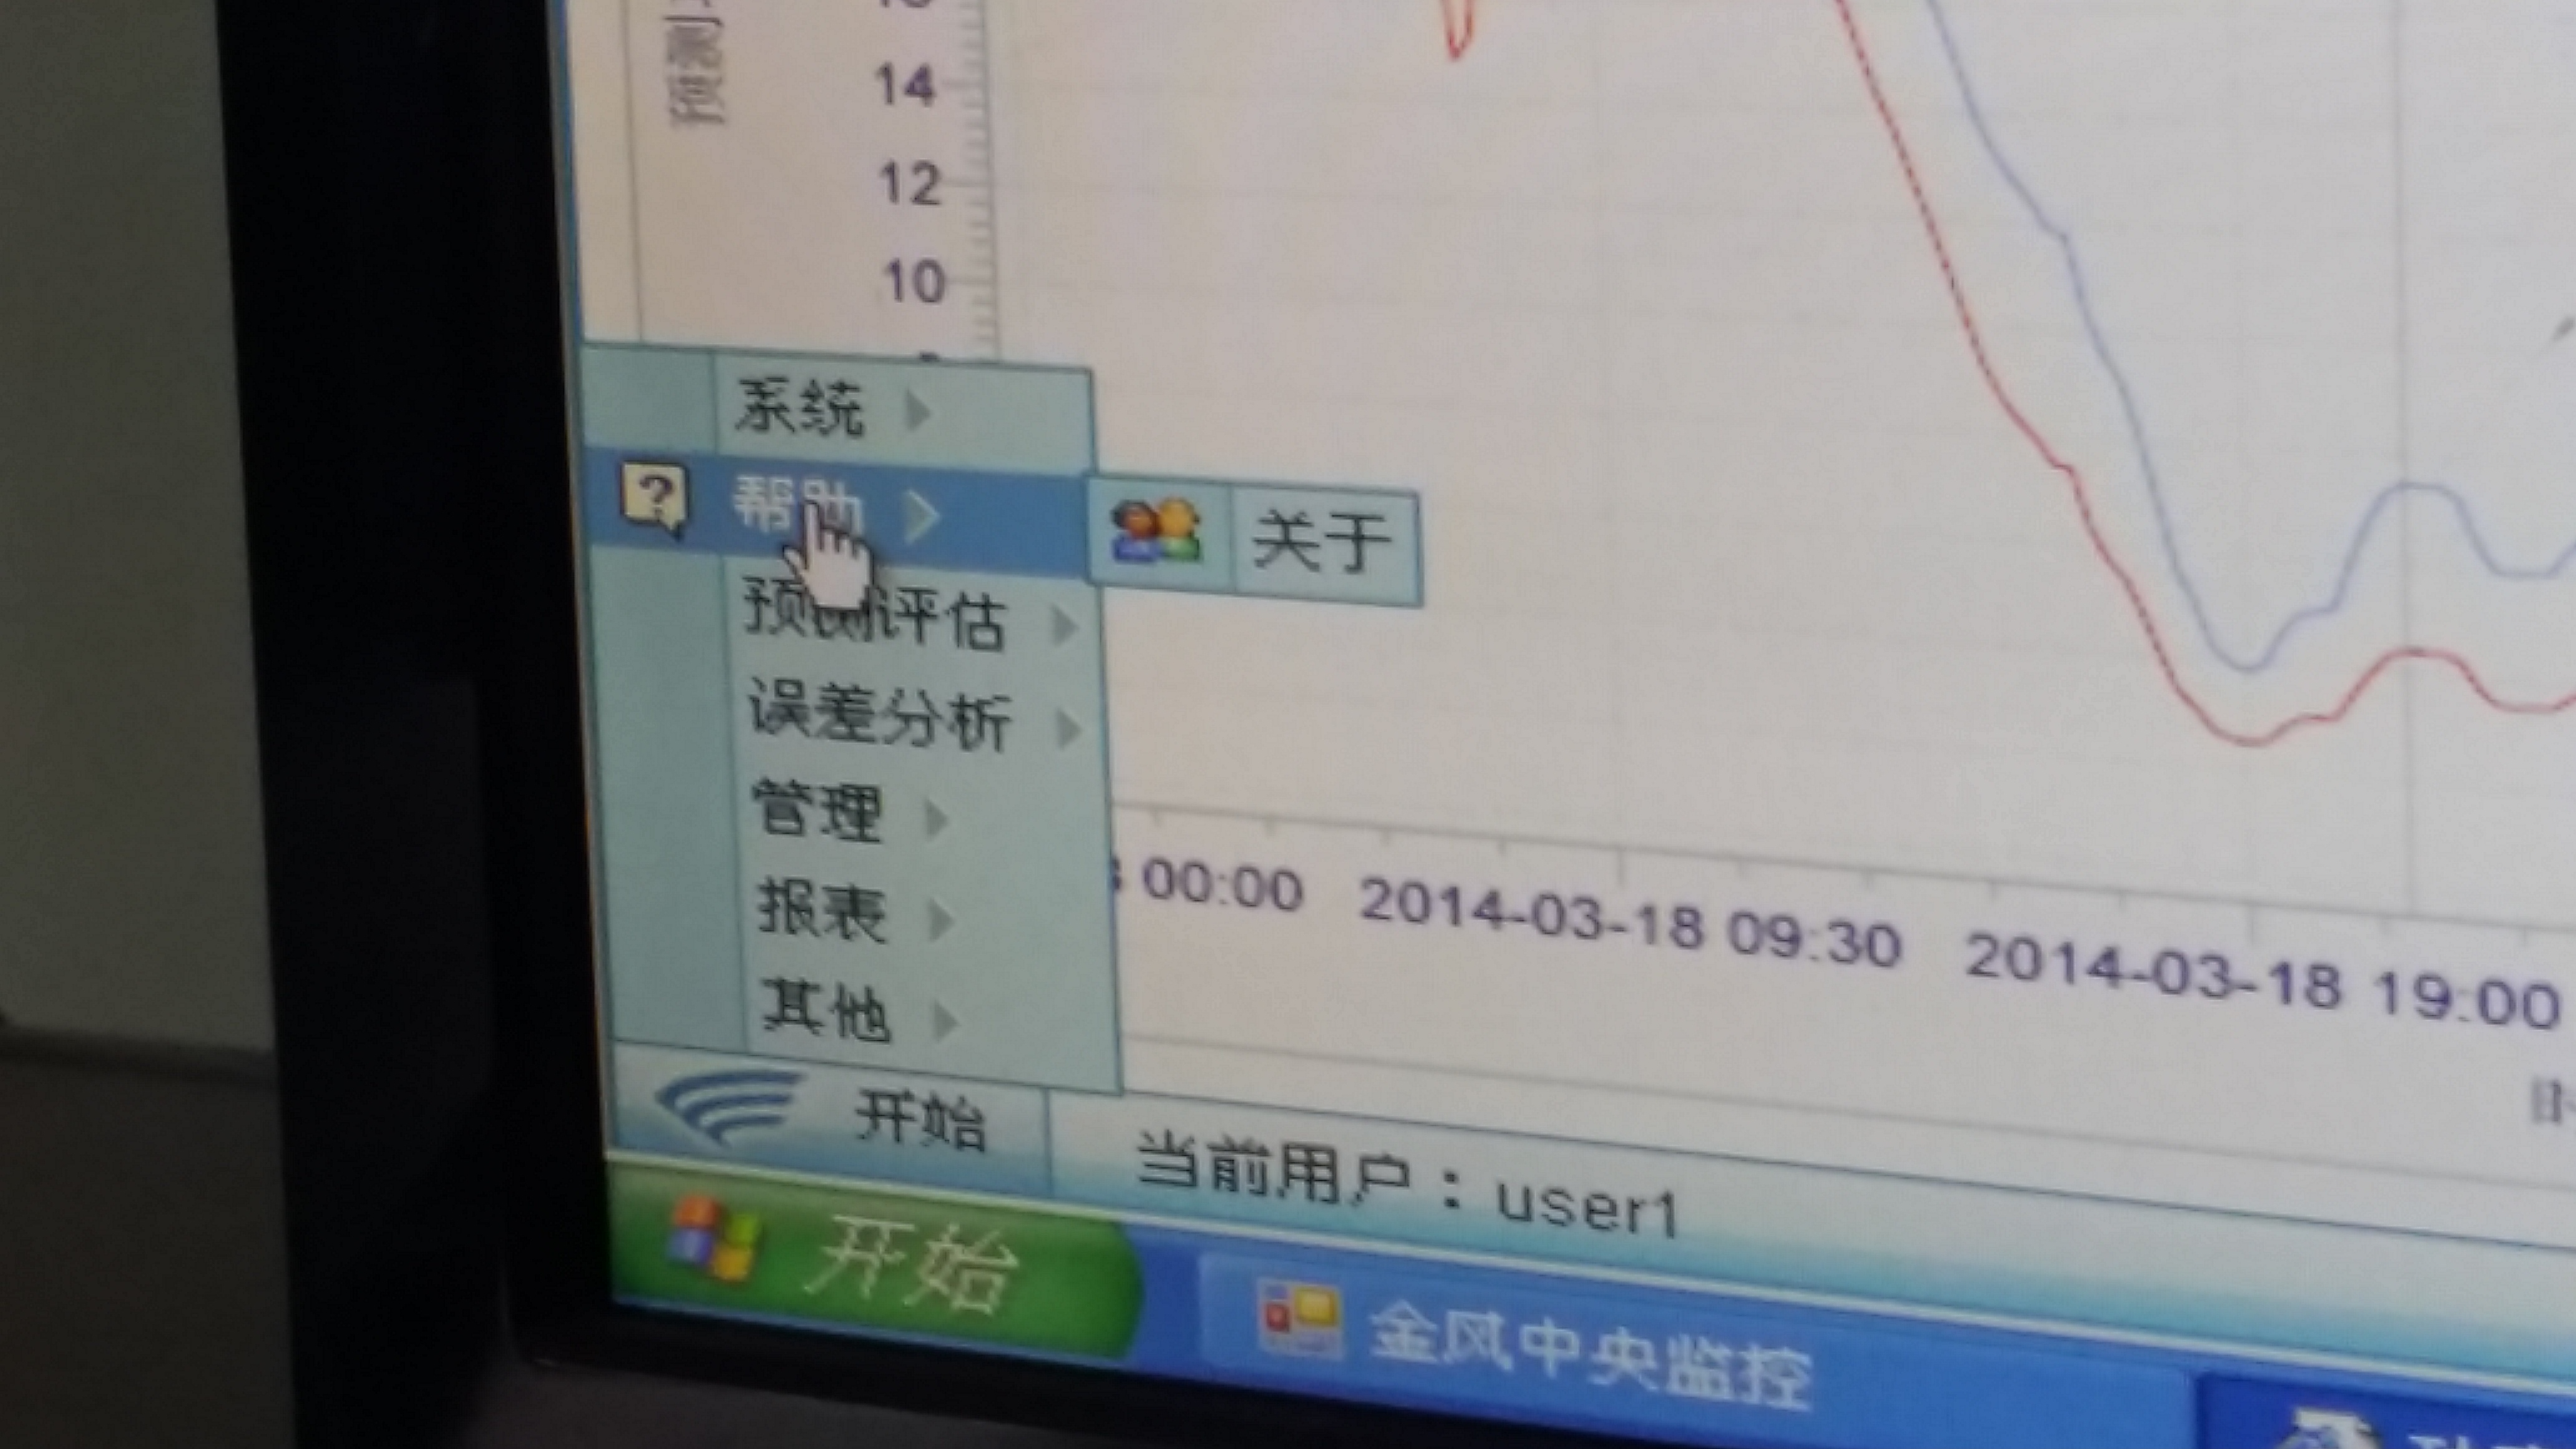 预测
14
12
10
系统
帮助
关于
预测评估
误差分析
管理
报表
其他
00:00 2014-03-18 09:30 2014-03-18 19:00
开始
当前用户：user1
开始
金风中央监控